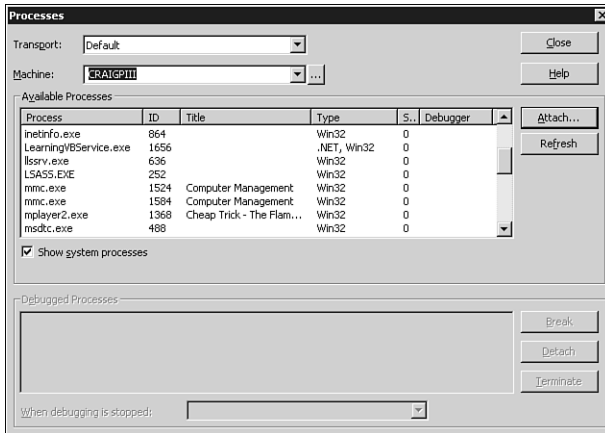 Processes
Transport: Default
Close
Machine: CRAIGPIII ...
Help
Available Processes
Process ID Title Type S.. Debugger
Attach...
inetinfo.exe 864 Win32 0
LearningVBService.exe 1656 .NET, Win32 0
Refresh
llssrv.exe 636 Win32 0
LSASS.EXE 252 Win32 0
mmc.exe 1524 Computer Management Win32 0
mmc.exe 1584 Computer Management Win32 0
mplayer2.exe 1368 Cheap Trick - The Flam... Win32 0
msdtc.exe 488 Win32 0
Show system processes
Debugged Processes
Break
Detach
Terminate
When debugging is stopped: